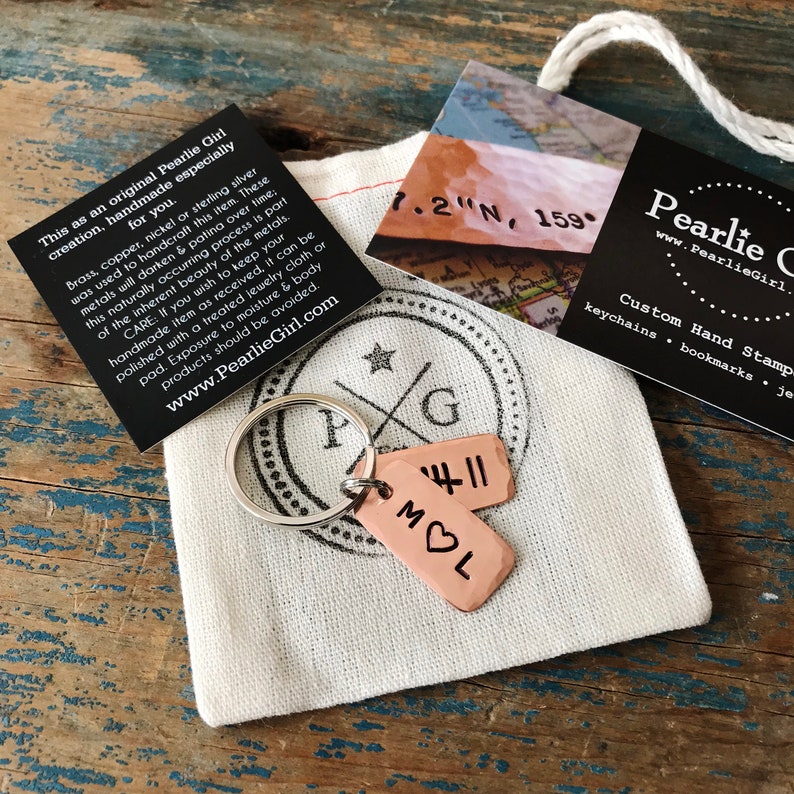 This as an original Pearlie Girl
creation, handmade especially
for you.
Brass, copper, nickel or sterling silver
was used to handcraft this item. These
metals will darken & patina over time;
this naturally occurring process is part
of the inherent beauty of the metals.
CARE: If you wish to keep your
handmade item as received, it can be
polished with a treated jewelry cloth or
pad. Exposure to moisture & body
products should be avoided.
www.PearlieGirl.com
7.2"N, 159°
Pearlie G
www.PearlieGirl.
Custom Hand Stampe
keychains • bookmarks • je
P G
M L